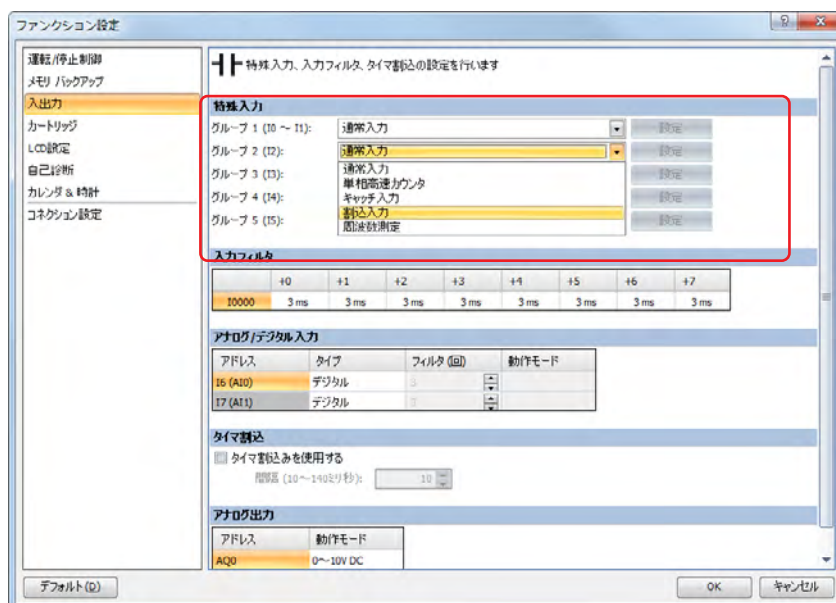 ファンクション設定
運転/停止制御
メモリ バックアップ
入出力
カートリッジ
LCD設定
自己診断
カレンダ & 時計
コネクション設定
特殊入力、入力フィルタ、タイマ割込の設定を行います
特殊入力
グループ 1 (I0 ～ I1): 通常入力 設定
グループ 2 (I2): 通常入力 設定
グループ 3 (I3): 設定
グループ 4 (I4): 設定
グループ 5 (I5): 設定
通常入力
単相高速カウンタ
キャッチ入力
割込入力
周波数測定
入力フィルタ
+0 +1 +2 +3 +4 +5 +6 +7
I0000 3 ms 3 ms 3 ms 3 ms 3 ms 3 ms 3 ms 3 ms
アナログ/デジタル入力
アドレス タイプ フィルタ (回) 動作モード
I6 (AI0) デジタル
I7 (AI1) デジタル
タイマ割込
タイマ割込みを使用する
間隔 (10～140ミリ秒): 10
アナログ出力
アドレス 動作モード
AQ0 0～10V DC
デフォルト(D) OK キャンセル